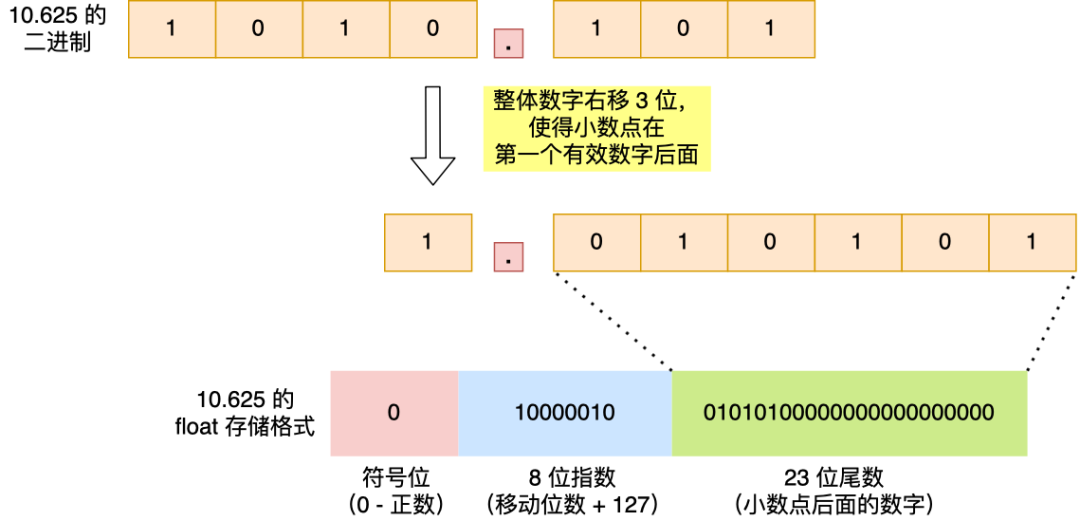 10.625 的
二进制
1 0 1 0 . 1 0 1
整体数字右移 3 位，
使得小数点在
第一个有效数字后面
1 . 0 1 0 1 0 1
10.625 的
float 存储格式
0 10000010 01010100000000000000000
符号位
（0 - 正数）
8 位指数
（移动位数 + 127）
23 位尾数
（小数点后面的数字）